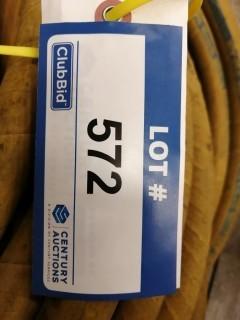 LOT #
572
ClubBid
CENTURY
AUCTIONS